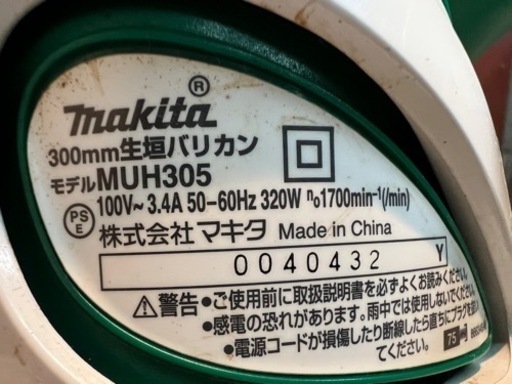 makita®
300mm生垣バリカン
モデルMUH305
PSE 100V~ 3.4A 50-60Hz 320W n₀1700min⁻¹(/min)
株式会社 マキタ Made in China
0040432 Y
⚠警告 •ご使用前に取扱説明書を必ずよくお読みください。
•感電の恐れがあります。雨中では使用しないでください。
•電源コードが損傷したり断線したら直ちにプラグを抜い
てください。
75